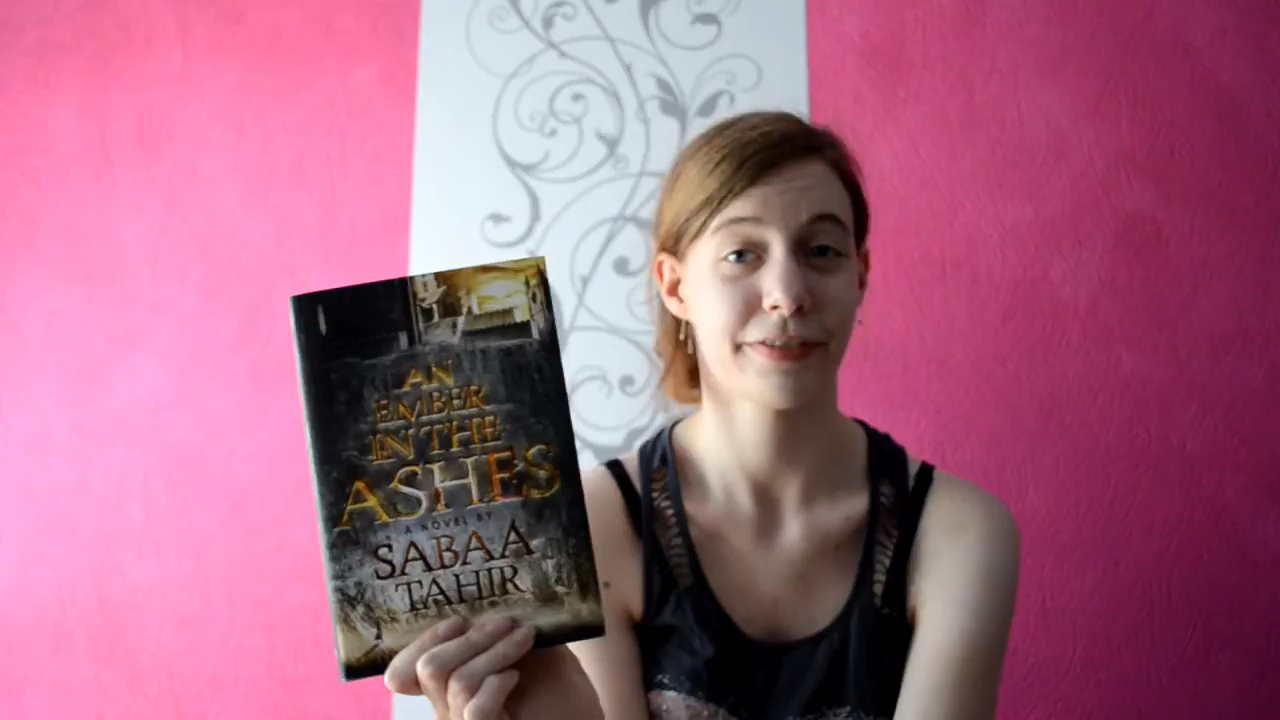 AN
EMBER
IN THE
ASHES
A NOVEL BY
SABAA
TAHIR